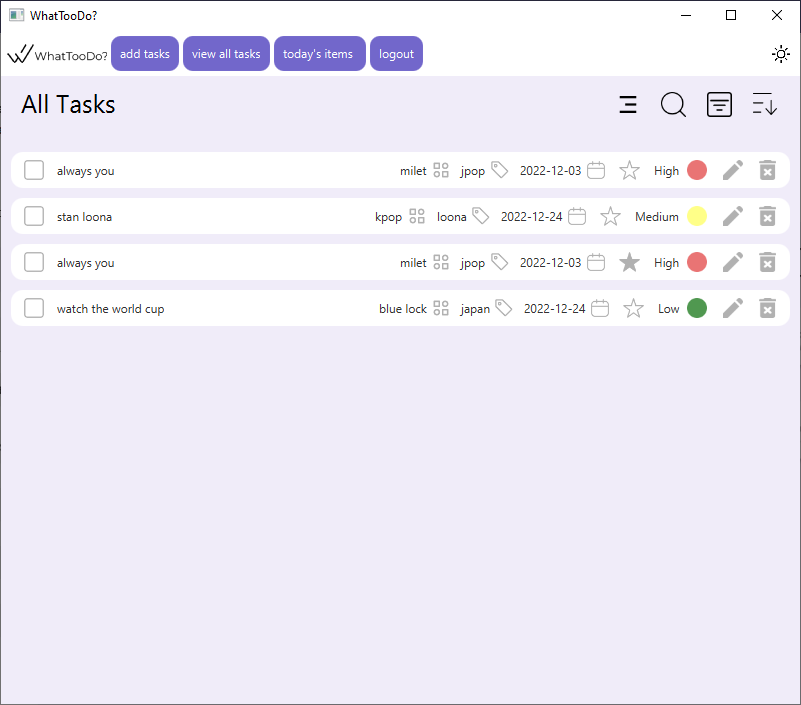 WhatTooDo?
WhatTooDo? add tasks view all tasks today's items logout
All Tasks
always you milet jpop 2022-12-03 High
stan loona kpop loona 2022-12-24 Medium
always you milet jpop 2022-12-03 High
watch the world cup blue lock japan 2022-12-24 Low